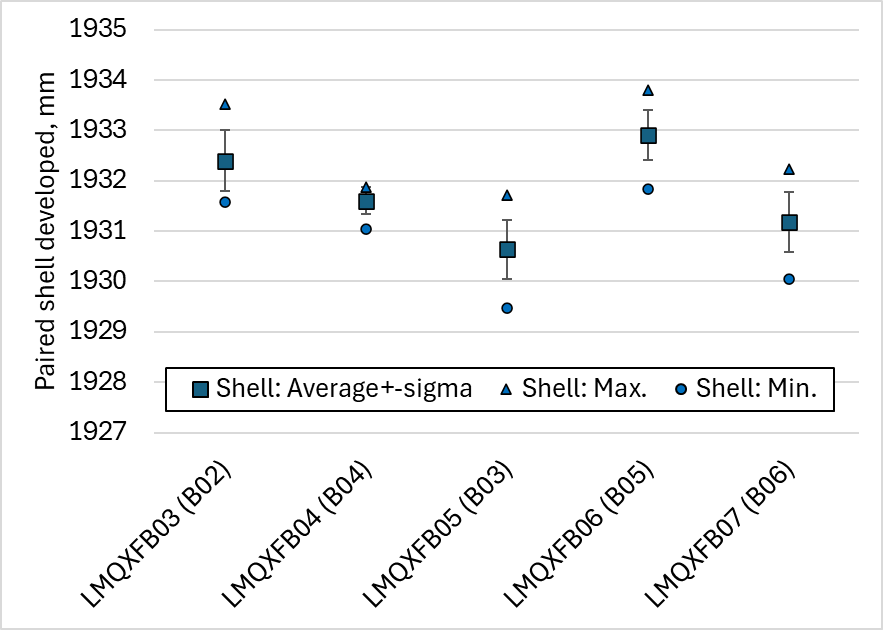 Paired shell developed, mm
1935
1934
1933
1932
1931
1930
1929
1928
1927
Shell: Average+-sigma Shell: Max. Shell: Min.
LMQXFB03 (B02)
LMQXFB04 (B04)
LMQXFB05 (B03)
LMQXFB06 (B05)
LMQXFB07 (B06)